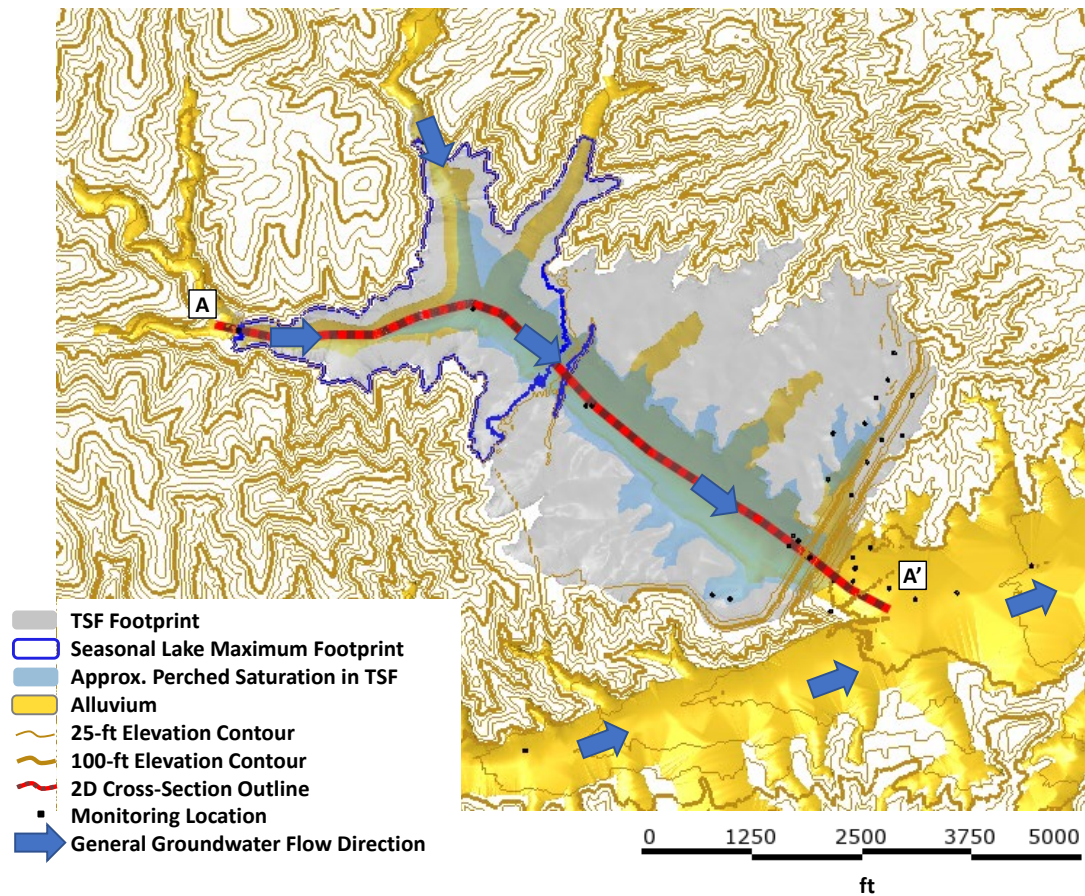 A
A'
TSF Footprint
Seasonal Lake Maximum Footprint
Approx. Perched Saturation in TSF
Alluvium
25-ft Elevation Contour
100-ft Elevation Contour
2D Cross-Section Outline
Monitoring Location
General Groundwater Flow Direction
0 1250 2500 3750 5000
ft